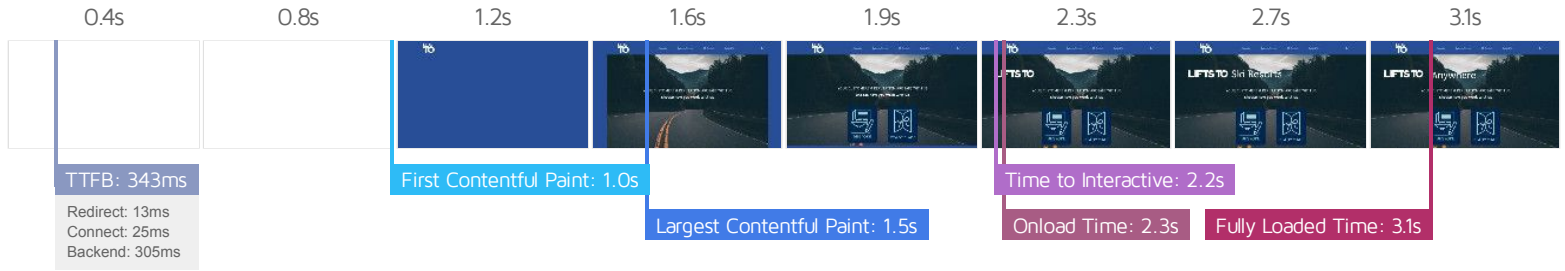 0.4s
0.8s
1.2s
1.6s
1.9s
2.3s
2.7s
3.1s
LIFTS TO
LIFTS TO Siri Resorts
LIFTS TO Anywhere
TTFB: 343ms
First Contentful Paint: 1.0s
Time to Interactive: 2.2s
Redirect: 13ms
Connect: 25ms
Backend: 305ms
Largest Contentful Paint: 1.5s
Onload Time: 2.3s
Fully Loaded Time: 3.1s